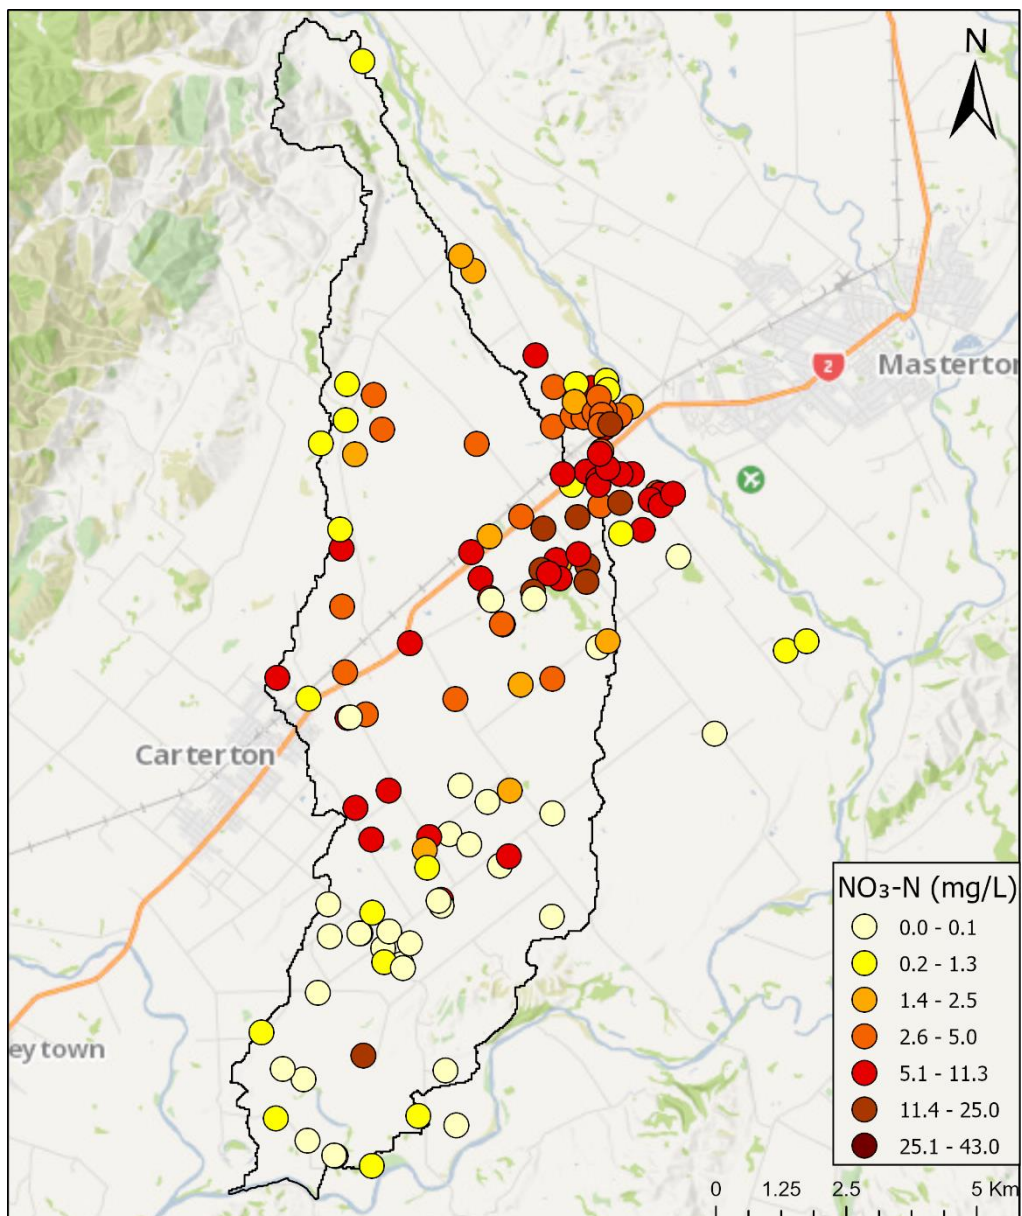 N
2
Masterton
Carterton
eytown
NO₃-N (mg/L)
0.0 - 0.1
0.2 - 1.3
1.4 - 2.5
2.6 - 5.0
5.1 - 11.3
11.4 - 25.0
25.1 - 43.0
0 1.25 2.5 5 Km